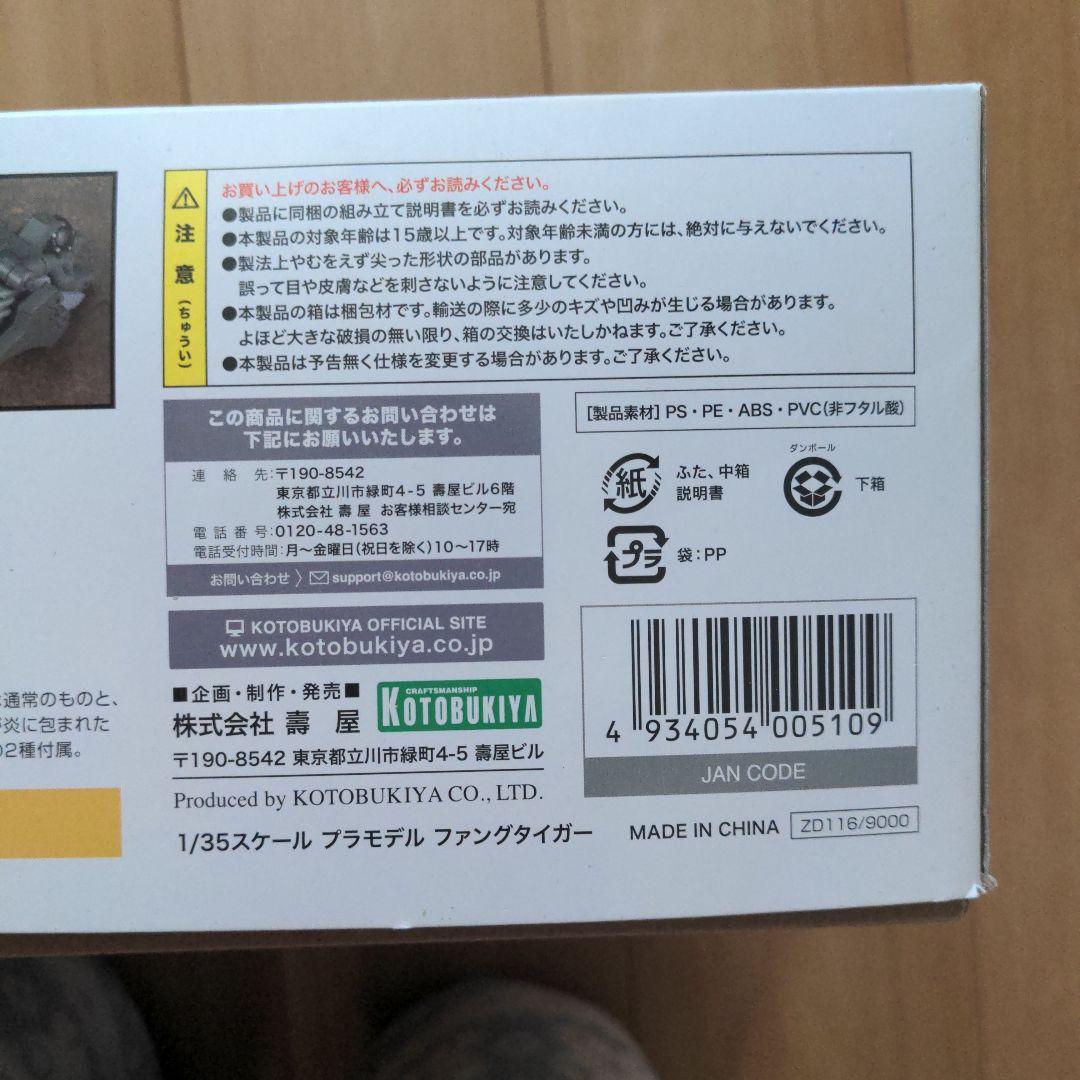 お買い上げのお客様へ、必ずお読みください。
注意(ちゅうい)
●製品に同梱の組み立て説明書を必ずお読みください。
●本製品の対象年齢は15歳以上です。対象年齢未満の方には、絶対に与えないでください。
●製法上やむをえず尖った形状の部品があります。
誤って目や皮膚などを刺さないように注意してください。
●本製品の箱は梱包材です。輸送の際に多少のキズや凹みが生じる場合があります。
よほど大きな破損の無い限り、箱の交換はいたしかねます。ご了承ください。
●本製品は予告無く仕様を変更する場合があります。ご了承ください。
この商品に関するお問い合わせは
下記にお願いいたします。
連絡先:〒190-8542
東京都立川市緑町4-5 壽屋ビル6階
株式会社 壽屋 お客様相談センター宛
電話番号:0120-48-1563
電話受付時間:月〜金曜日(祝日を除く)10〜17時
お問い合わせ 〉 support@kotobukiya.co.jp
KOTOBUKIYA OFFICIAL SITE
www.kotobukiya.co.jp
■企画・制作・発売■
株式会社 壽 屋
CRAFTSMANSHIP
KOTOBUKIYA
〒190-8542 東京都立川市緑町4-5 壽屋ビル
Produced by KOTOBUKIYA CO., LTD.
1/35スケール プラモデル ファングタイガー
[製品素材] PS・PE・ABS・PVC(非フタル酸)
紙
ふた、中箱
説明書
ダンボール
下箱
プラ
袋:PP
4 934054 005109
JAN CODE
MADE IN CHINA
ZD116/9000
通常のものと、
炎に包まれた
2種付属。